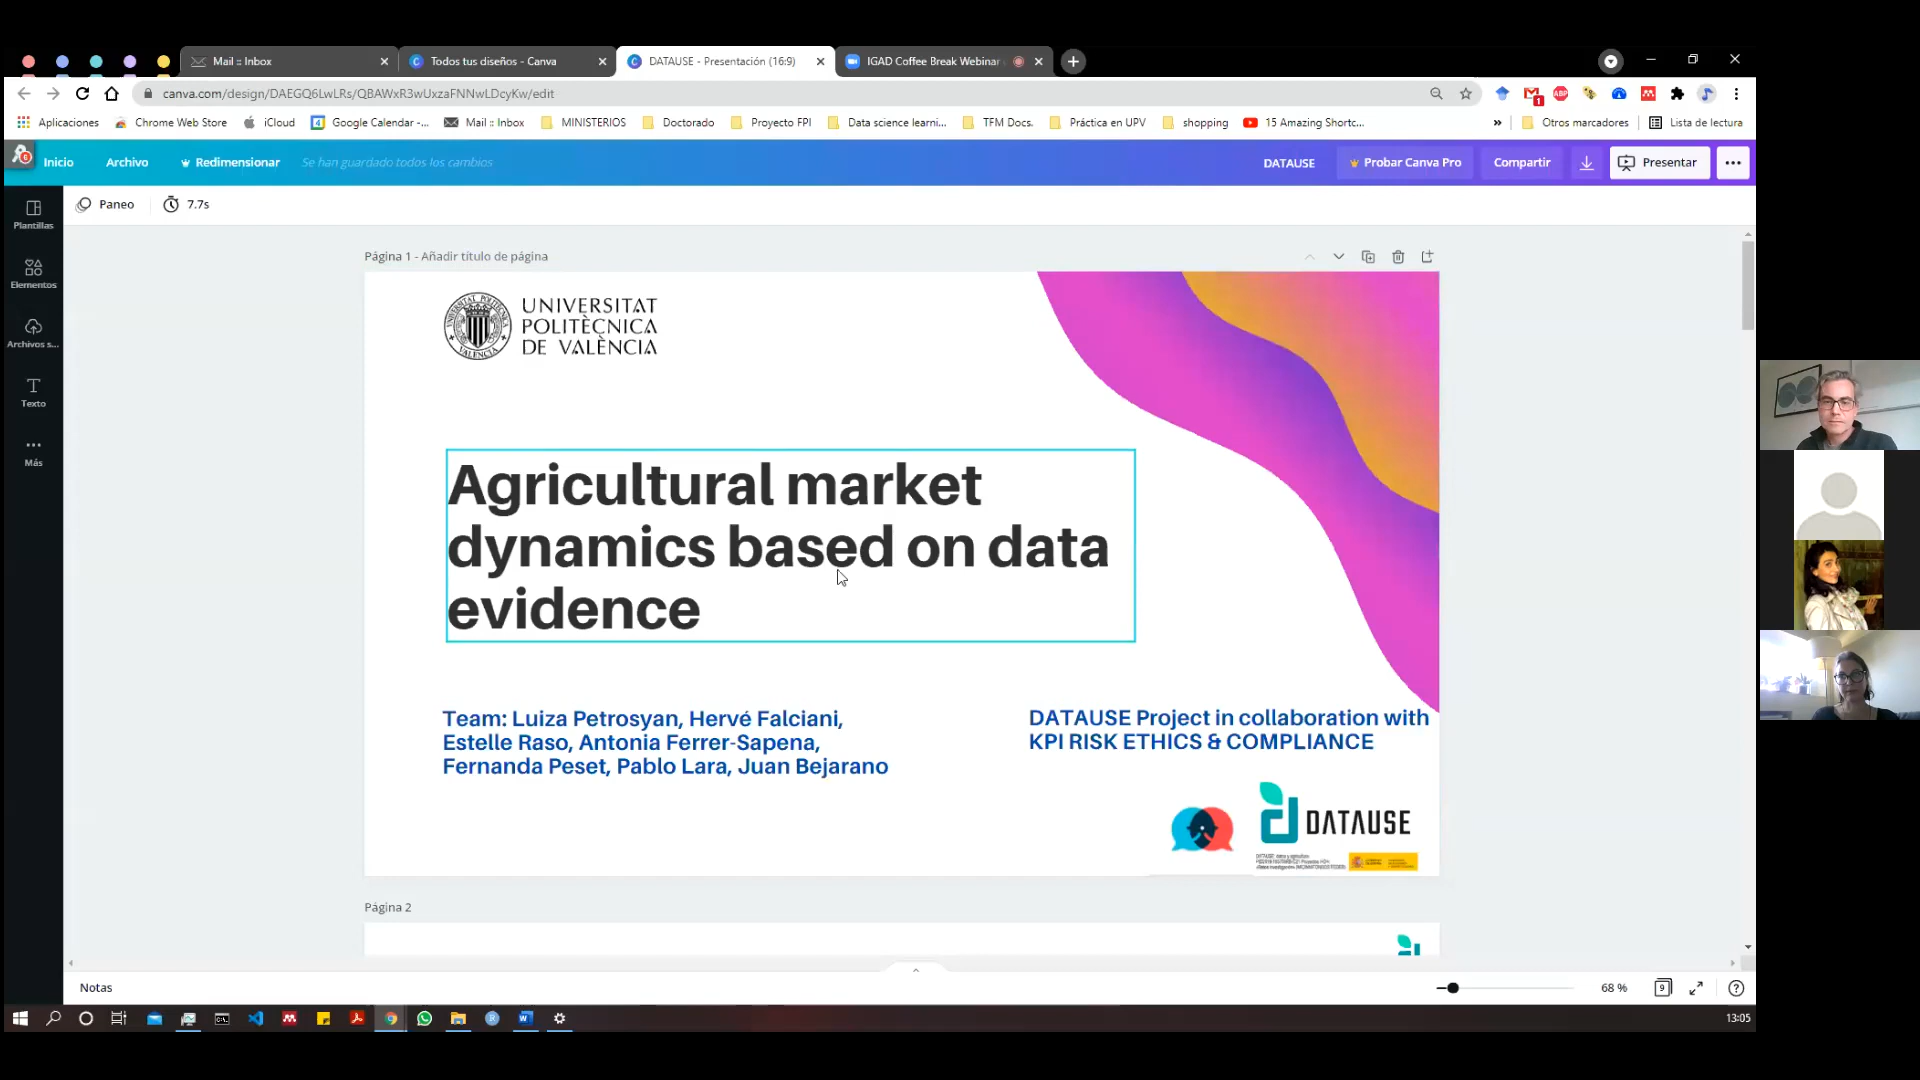 Mail :: Inbox
Todos tus diseños - Canva
DATAUSE - Presentación (16:9)
IGAD Coffee Break Webinar
canva.com/design/DAEGQ6LwLRs/QBAWxR3wUxzaFNNwLDcyKw/edit
Aplicaciones
Chrome Web Store
iCloud
Google Calendar -...
Mail :: Inbox
MINISTERIOS
Doctorado
Proyecto FPI
Data science learni...
TFM Docs.
Práctica en UPV
shopping
15 Amazing Shortc...
»
Otros marcadores
Lista de lectura
Inicio
Archivo
Redimensionar
Se han guardado todos los cambios
DATAUSE
Probar Canva Pro
Compartir
Presentar
Plantillas
Elementos
Archivos s...
Texto
Más
Paneo
7.7s
Página 1 - Añadir título de página
UNIVERSITAT
POLITÈCNICA
DE VALÈNCIA
Agricultural market
dynamics based on data
evidence
Team: Luiza Petrosyan, Hervé Falciani,
Estelle Raso, Antonia Ferrer-Sapena,
Fernanda Peset, Pablo Lara, Juan Bejarano
DATAUSE Project in collaboration with
KPI RISK ETHICS & COMPLIANCE
DATAUSE
Página 2
Notas
68 %
9
13:05